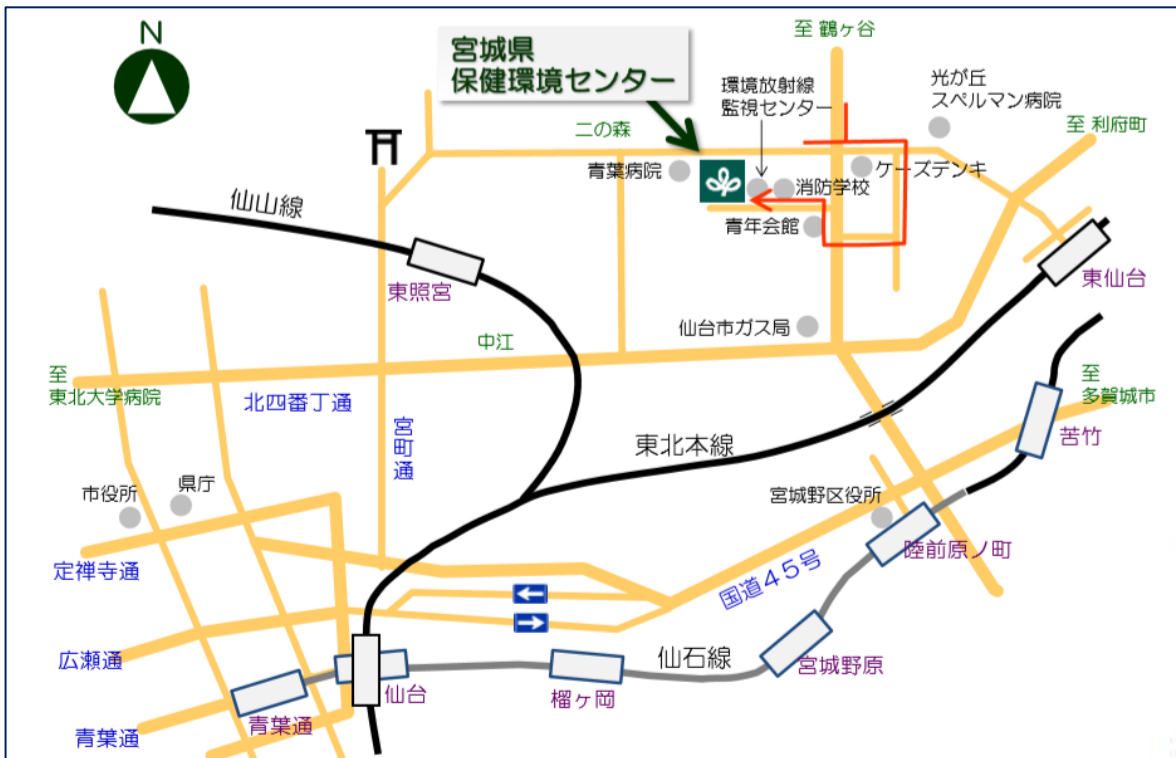 N
宮城県
保健環境センター
至 鶴ヶ谷
環境放射線
監視センター
光が丘
スペルマン病院
至 利府町
二の森
青葉病院
消防学校
ケーズデンキ
青年会館
仙山線
東照宮
東仙台
仙台市ガス局
中江
至
東北大学病院
北四番丁通
宮町通
至
多賀城市
苦竹
東北本線
市役所
県庁
宮城野区役所
陸前原ノ町
定禅寺通
国道45号
広瀬通
仙石線
宮城野原
仙台
榴ヶ岡
青葉通
青葉通